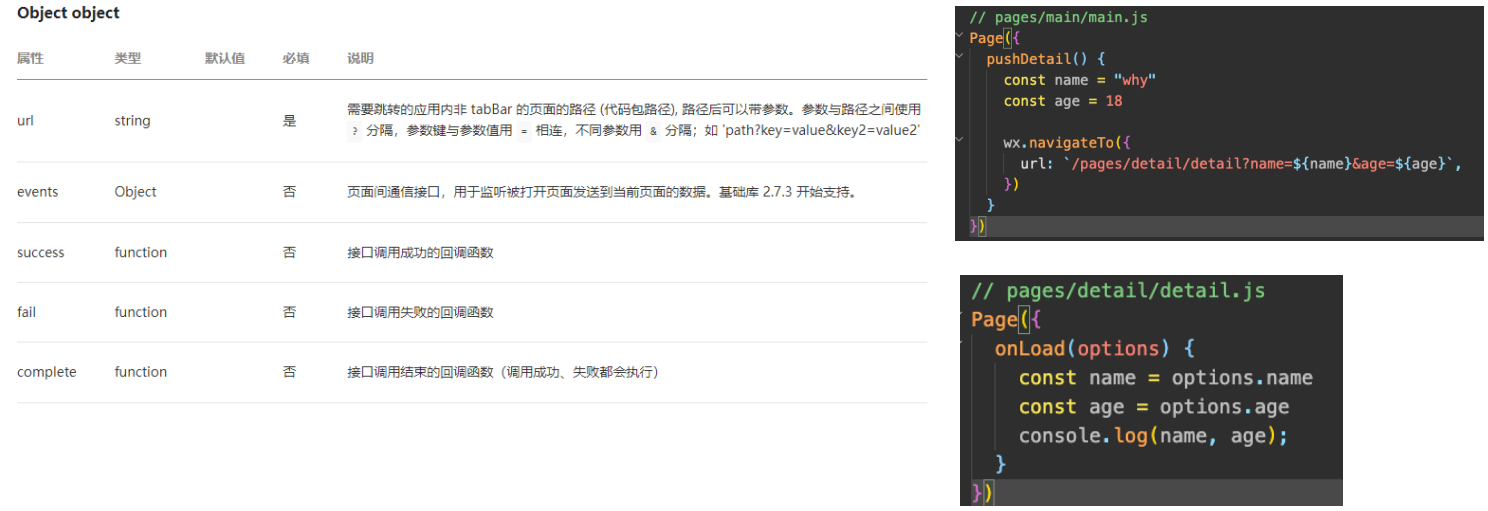 Object object
属性 类型 默认值 必填 说明
url string 是 需要跳转的应用内非 tabBar 的页面的路径 (代码包路径), 路径后可以带参数。参数与路径之间使用
? 分隔，参数键与参数值用 = 相连，不同参数用 & 分隔；如 'path?key=value&key2=value2'
events Object 否 页面间通信接口，用于监听被打开页面发送到当前页面的数据。基础库 2.7.3 开始支持。
success function 否 接口调用成功的回调函数
fail function 否 接口调用失败的回调函数
complete function 否 接口调用结束的回调函数（调用成功、失败都会执行）
// pages/main/main.js
Page({
  pushDetail() {
    const name = "why"
    const age = 18
    wx.navigateTo({
      url: `/pages/detail/detail?name=${name}&age=${age}`,
    })
  }
})
// pages/detail/detail.js
Page({
  onLoad(options) {
    const name = options.name
    const age = options.age
    console.log(name, age);
  }
})